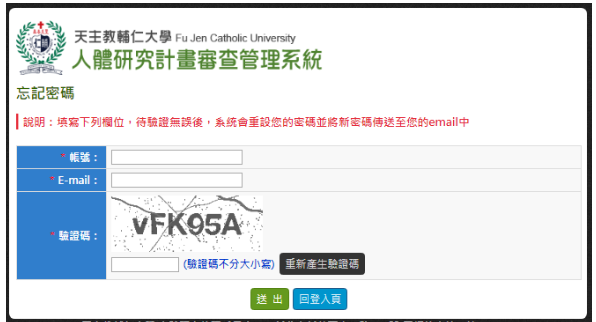 天主教輔仁大學 Fu Jen Catholic University
人體研究計畫審查管理系統
忘記密碼
說明：填寫下列欄位，待驗證無誤後，系統會重設您的密碼並將新密碼傳送至您的email中
* 帳號：
* E-mail：
* 驗證碼：
vFK95A
(驗證碼不分大小寫) 重新產生驗證碼
送 出 回登入頁